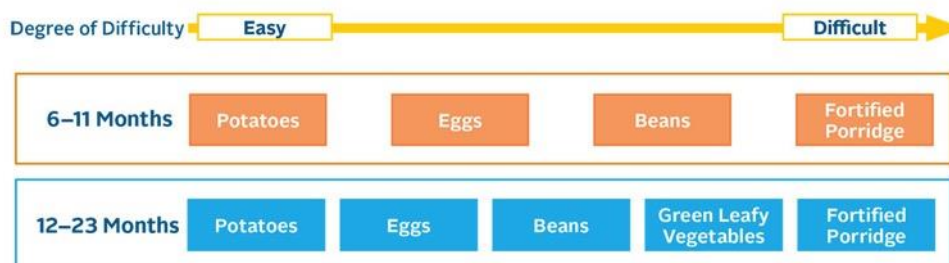 Degree of Difficulty Easy Difficult
6–11 Months Potatoes Eggs Beans Fortified Porridge
12–23 Months Potatoes Eggs Beans Green Leafy Vegetables Fortified Porridge